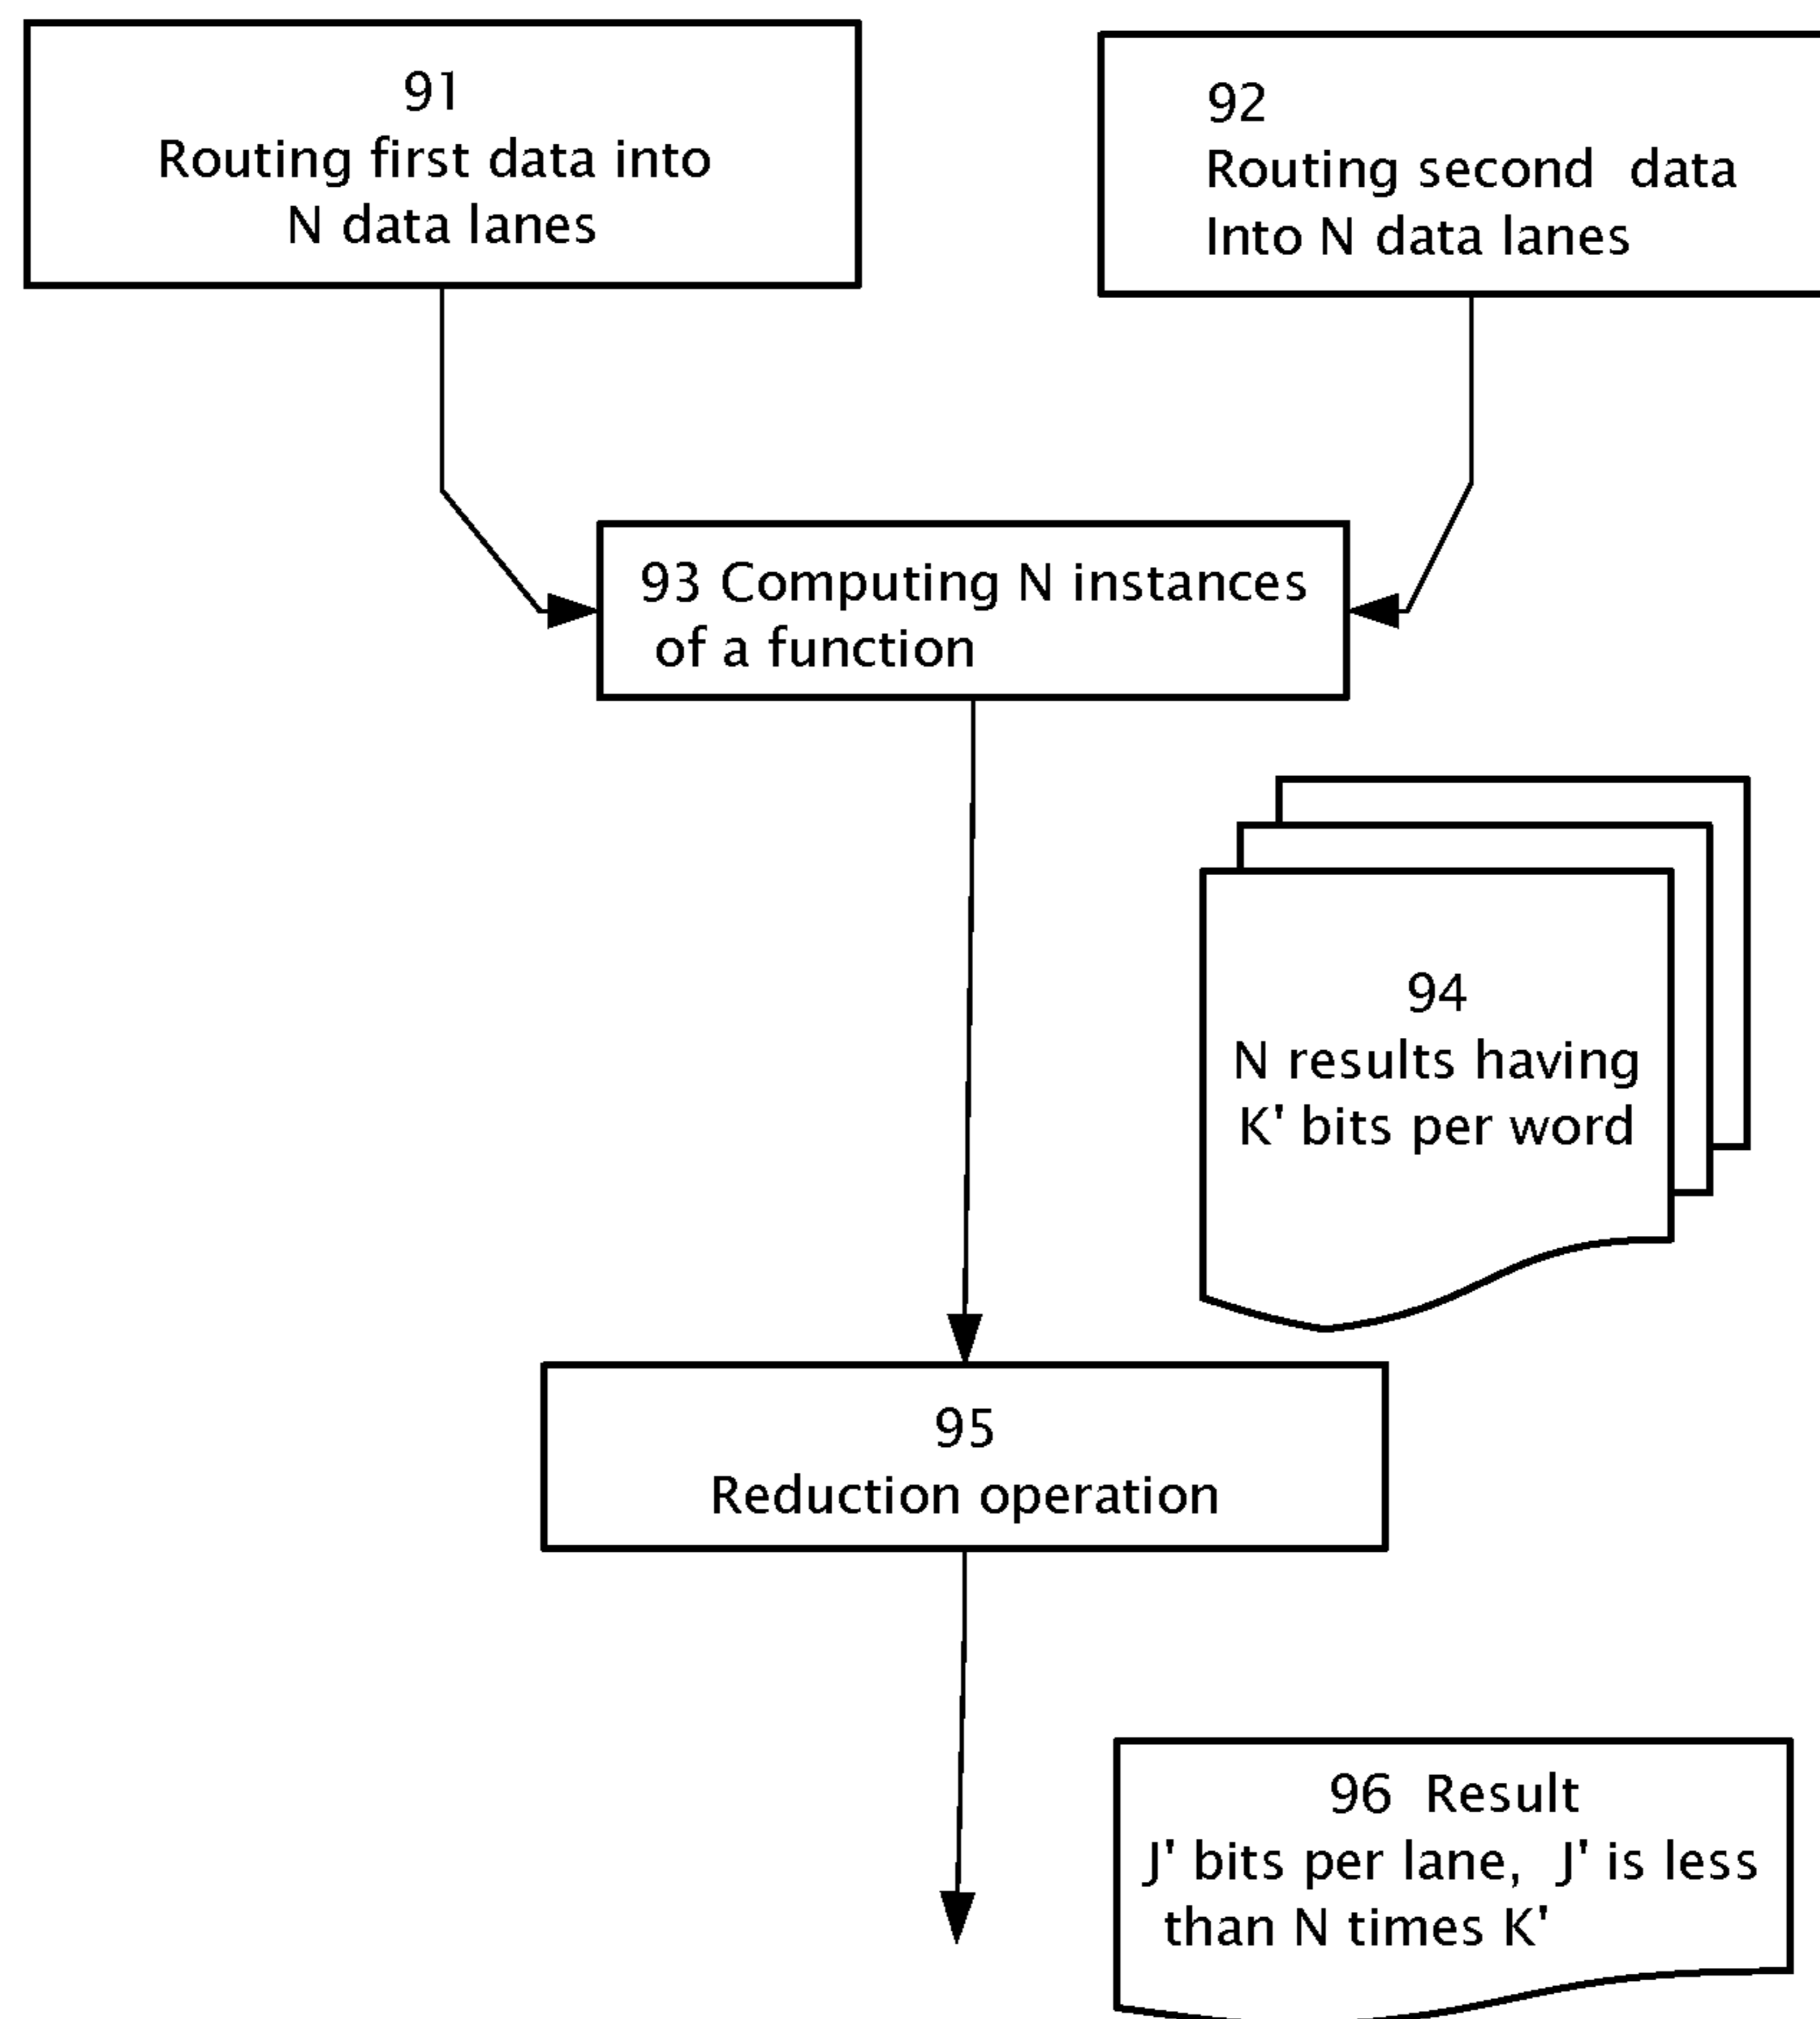 91
Routing first data into
N data lanes
92
Routing second  data
Into N data lanes
93 Computing N instances
of a function
94
N results having
K' bits per word
95
Reduction operation
96  Result
J' bits per lane,  J' is less
than N times K'